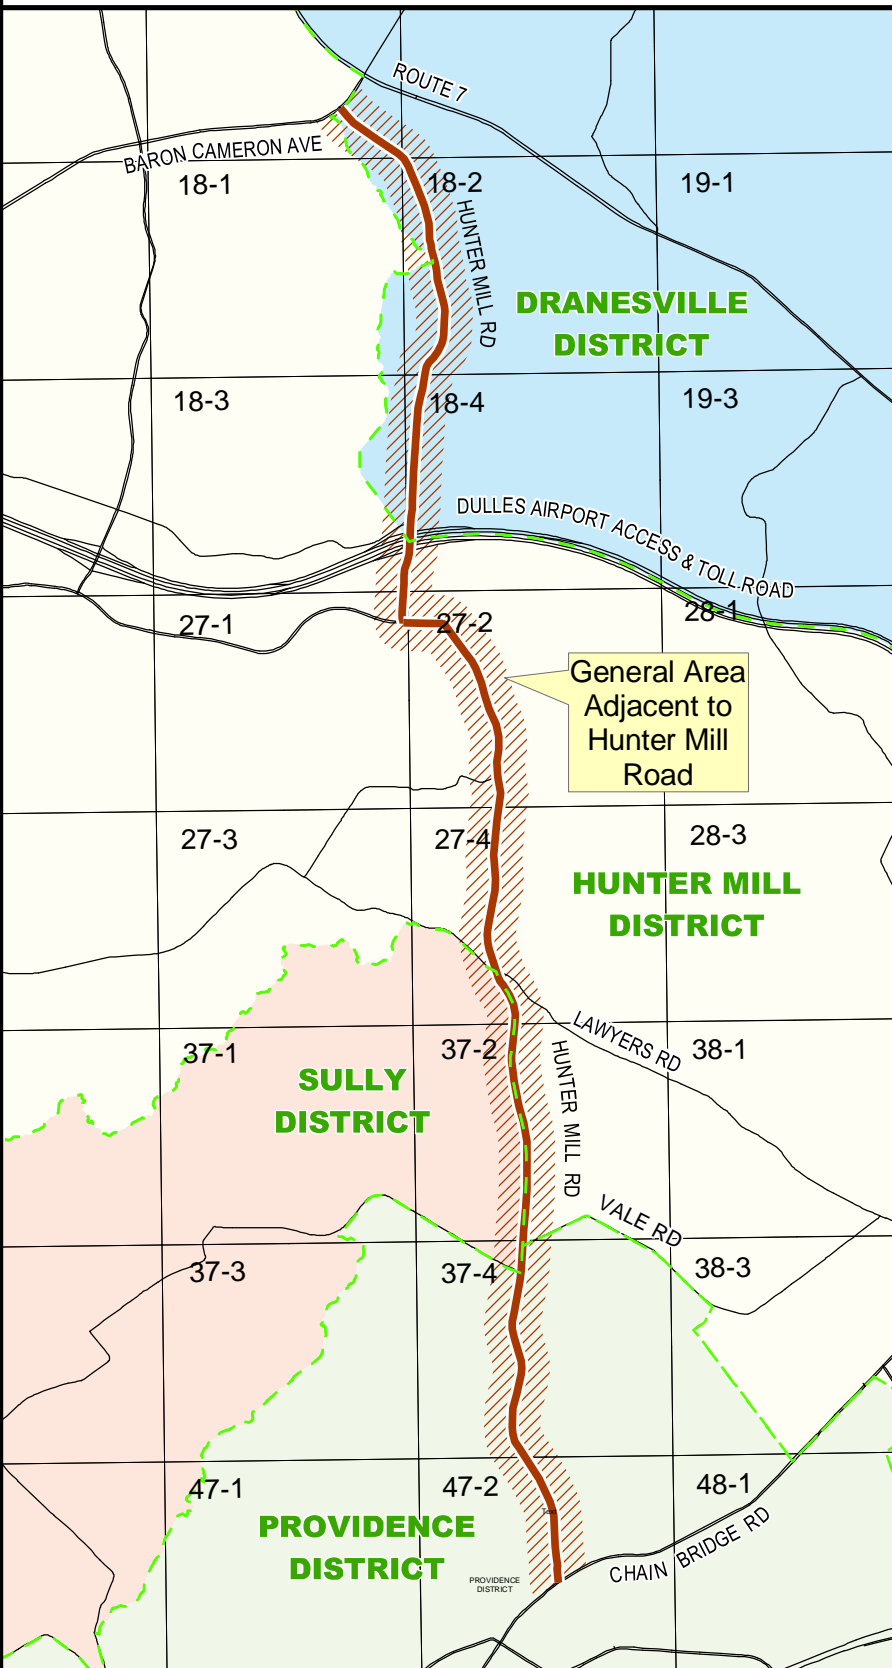 ROUTE 7
BARON CAMERON AVE
18-1
18-2
19-1
HUNTER MILL RD
DRANESVILLE
DISTRICT
18-3
18-4
19-3
DULLES AIRPORT ACCESS & TOLL ROAD
27-1
27-2
28-1
General Area
Adjacent to
Hunter Mill
Road
27-3
27-4
28-3
HUNTER MILL
DISTRICT
LAWYERS RD
37-1
37-2
38-1
HUNTER MILL RD
SULLY
DISTRICT
VALE RD
37-3
37-4
38-3
47-1
47-2
48-1
Text
PROVIDENCE
DISTRICT
CHAIN BRIDGE RD
PROVIDENCE
DISTRICT